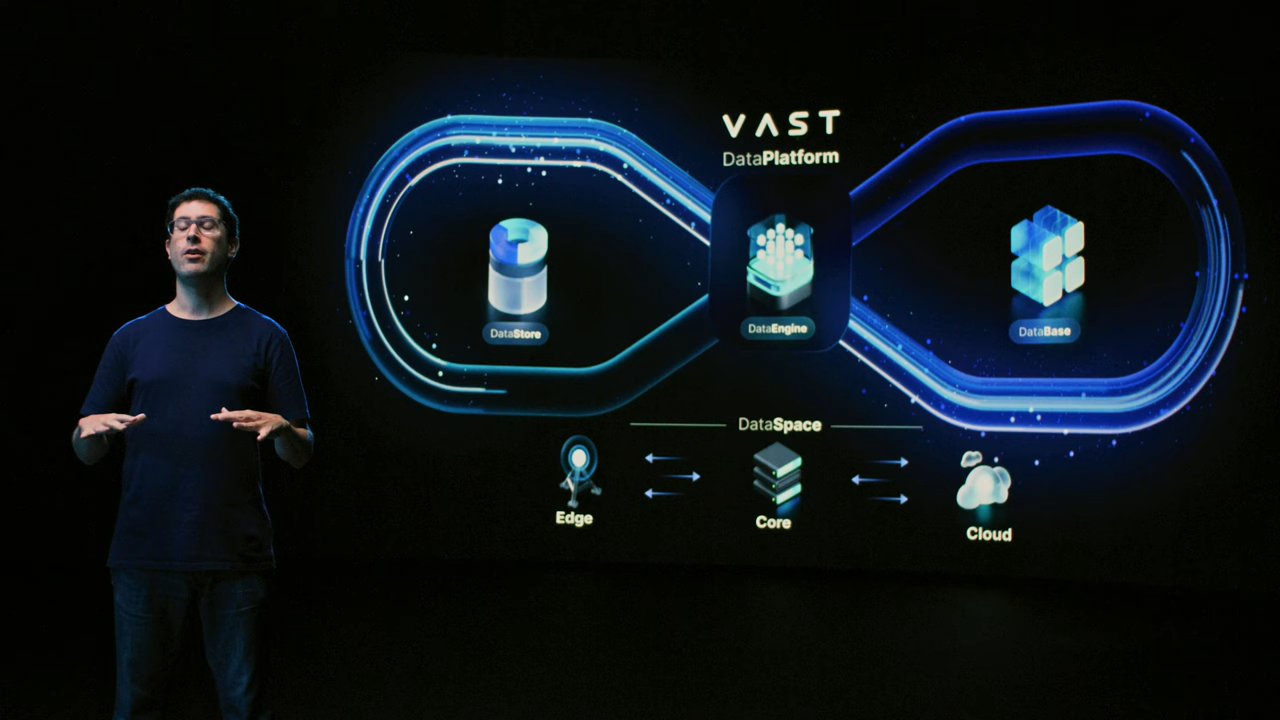 VAST
DataPlatform
DataStore
DataEngine
DataBase
DataSpace
Edge
Core
Cloud